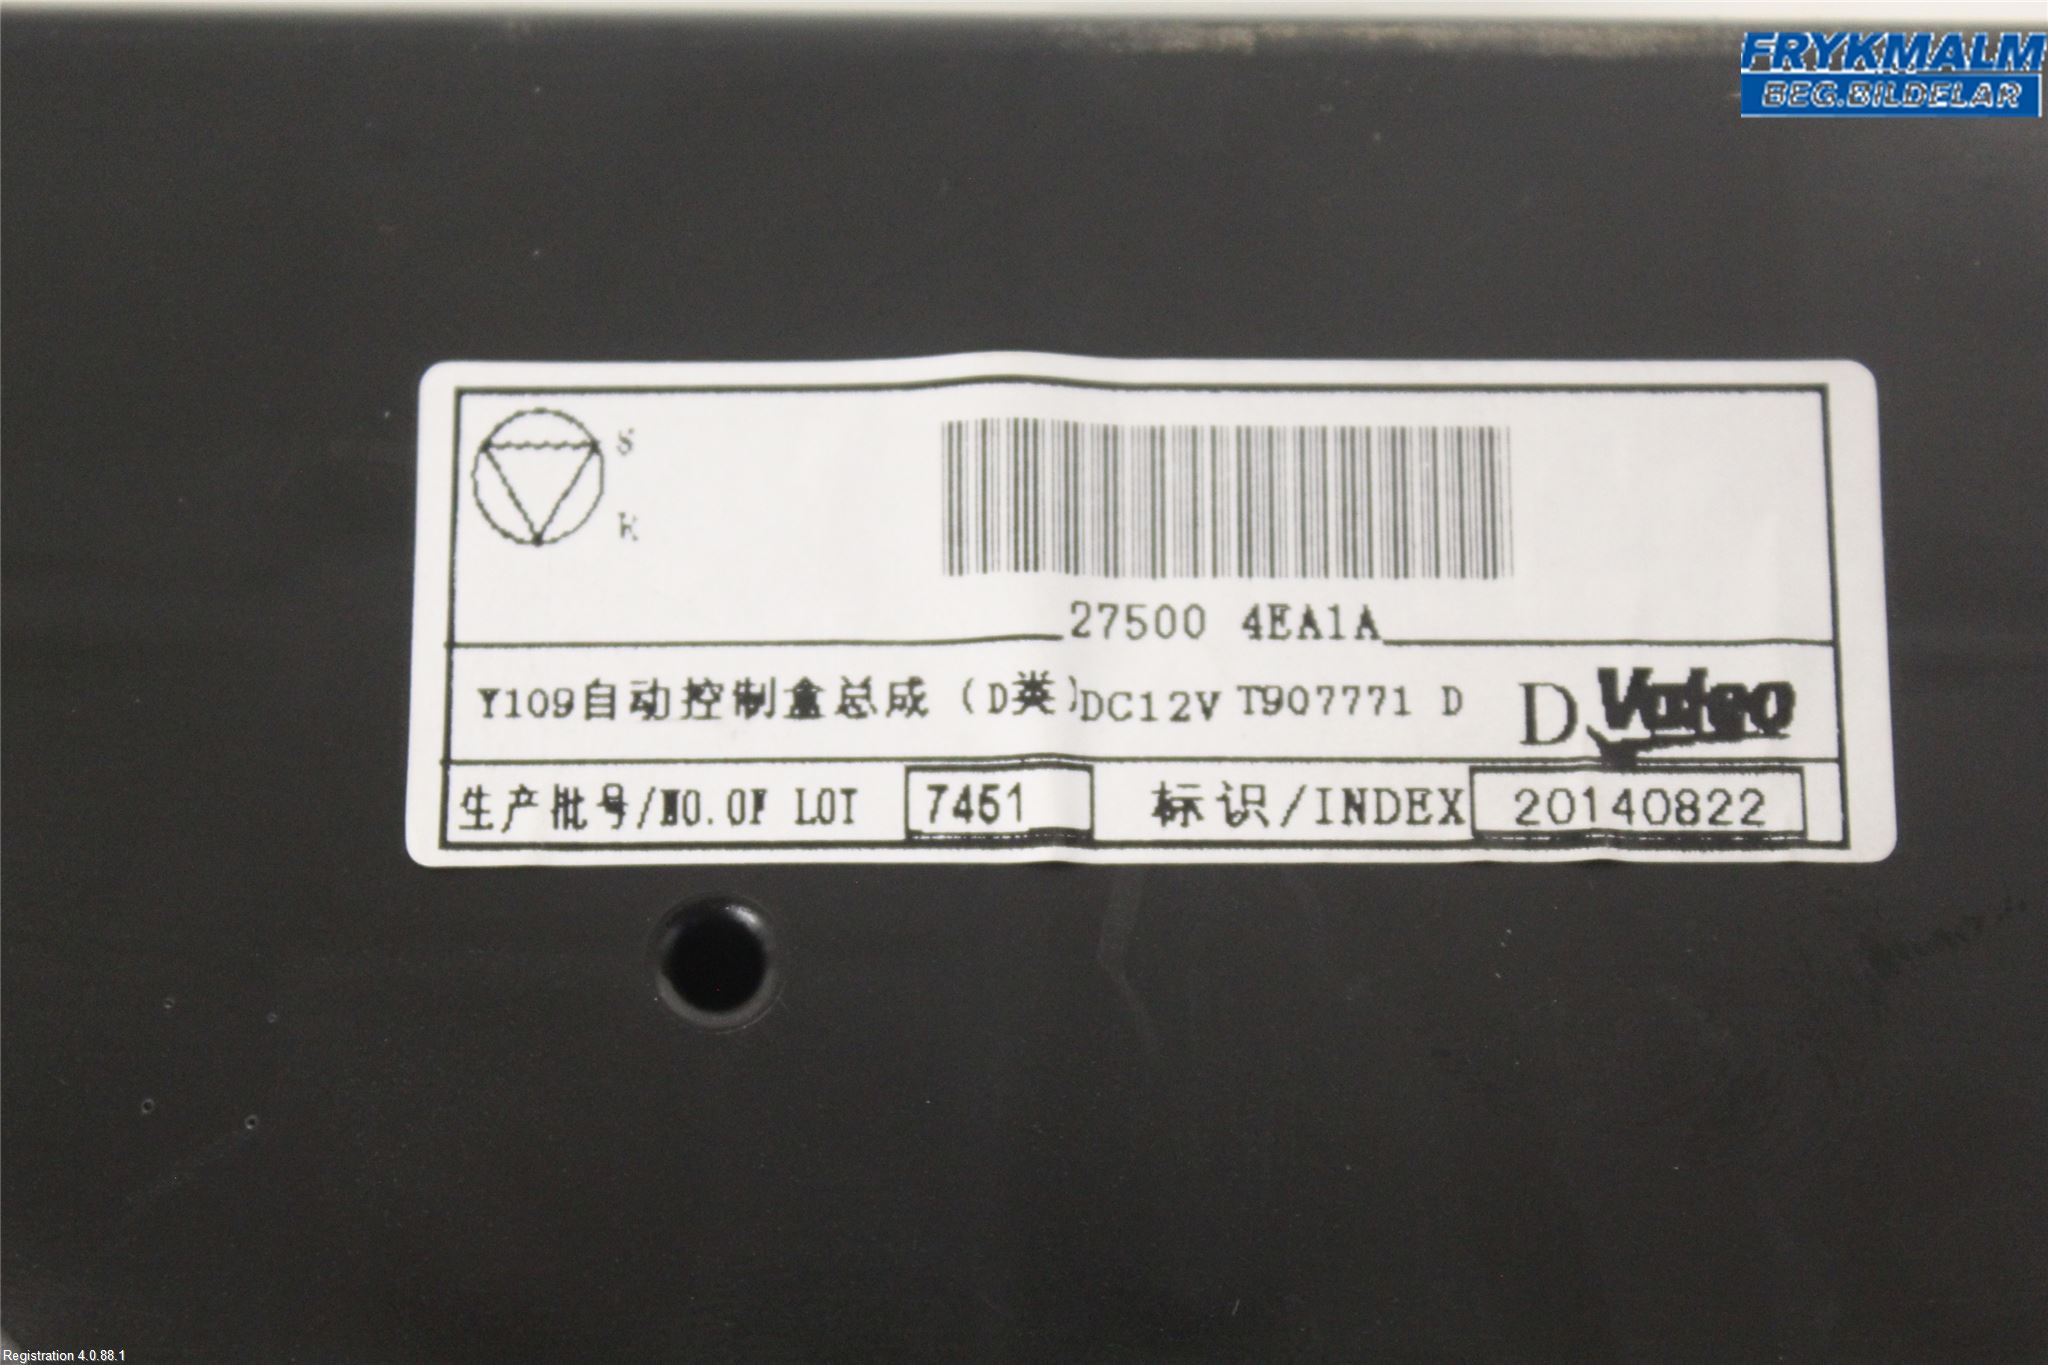 FRYKMALM
BEG.BILDELAR
S
K
27500 4EA1A
Y109自动控制盒总成（D类）DC12V T907771 D D Valeo
生产批号/NO.OF LOT 7451 标识/INDEX 20140822
Registration 4.0.88.1